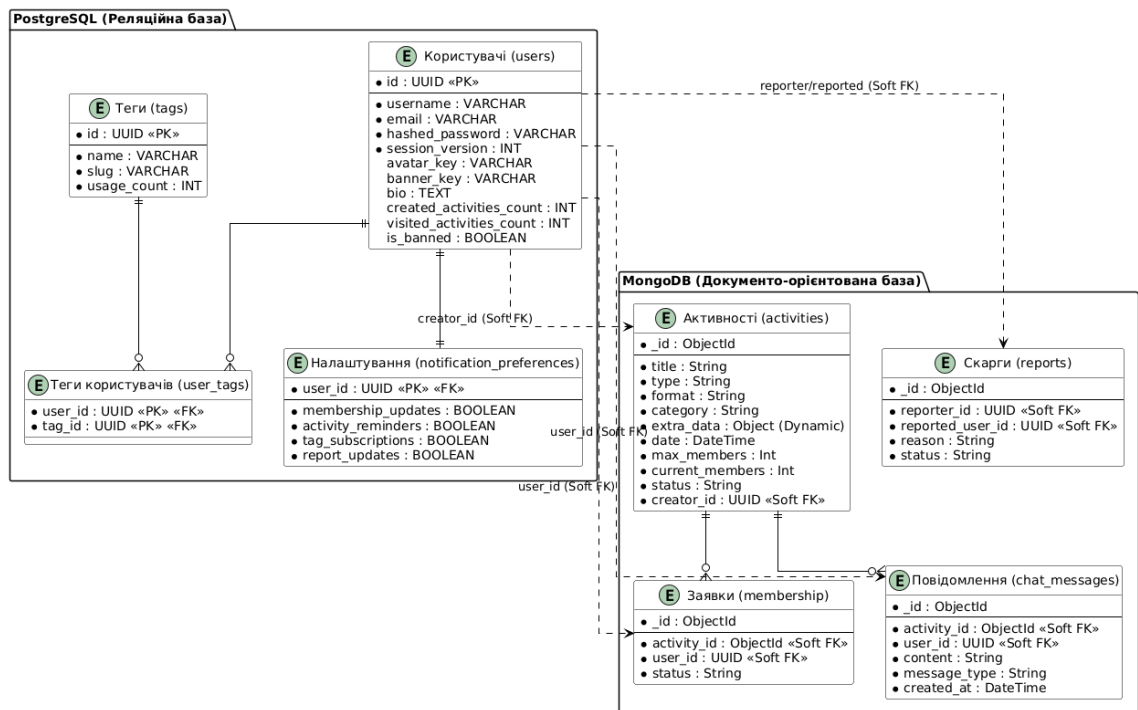 PostgreSQL (Реляційна база)
E Користувачі (users)
id : UUID «PK»
username : VARCHAR
email : VARCHAR
hashed_password : VARCHAR
session_version : INT
avatar_key : VARCHAR
banner_key : VARCHAR
bio : TEXT
created_activities_count : INT
visited_activities_count : INT
is_banned : BOOLEAN
E Теги (tags)
id : UUID «PK»
name : VARCHAR
slug : VARCHAR
usage_count : INT
E Теги користувачів (user_tags)
user_id : UUID «PK» «FK»
tag_id : UUID «PK» «FK»
E Налаштування (notification_preferences)
user_id : UUID «PK» «FK»
membership_updates : BOOLEAN
activity_reminders : BOOLEAN
tag_subscriptions : BOOLEAN
report_updates : BOOLEAN
reporter/reported (Soft FK)
creator_id (Soft FK)
user_id (Soft FK)
user_id (Soft FK)
MongoDB (Документо-орієнтована база)
E Активності (activities)
_id : ObjectId
title : String
type : String
format : String
category : String
extra_data : Object (Dynamic)
date : DateTime
max_members : Int
current_members : Int
status : String
creator_id : UUID «Soft FK»
E Скарги (reports)
_id : ObjectId
reporter_id : UUID «Soft FK»
reported_user_id : UUID «Soft FK»
reason : String
status : String
E Заявки (membership)
_id : ObjectId
activity_id : ObjectId «Soft FK»
user_id : UUID «Soft FK»
status : String
E Повідомлення (chat_messages)
_id : ObjectId
activity_id : ObjectId «Soft FK»
user_id : UUID «Soft FK»
content : String
message_type : String
created_at : DateTime